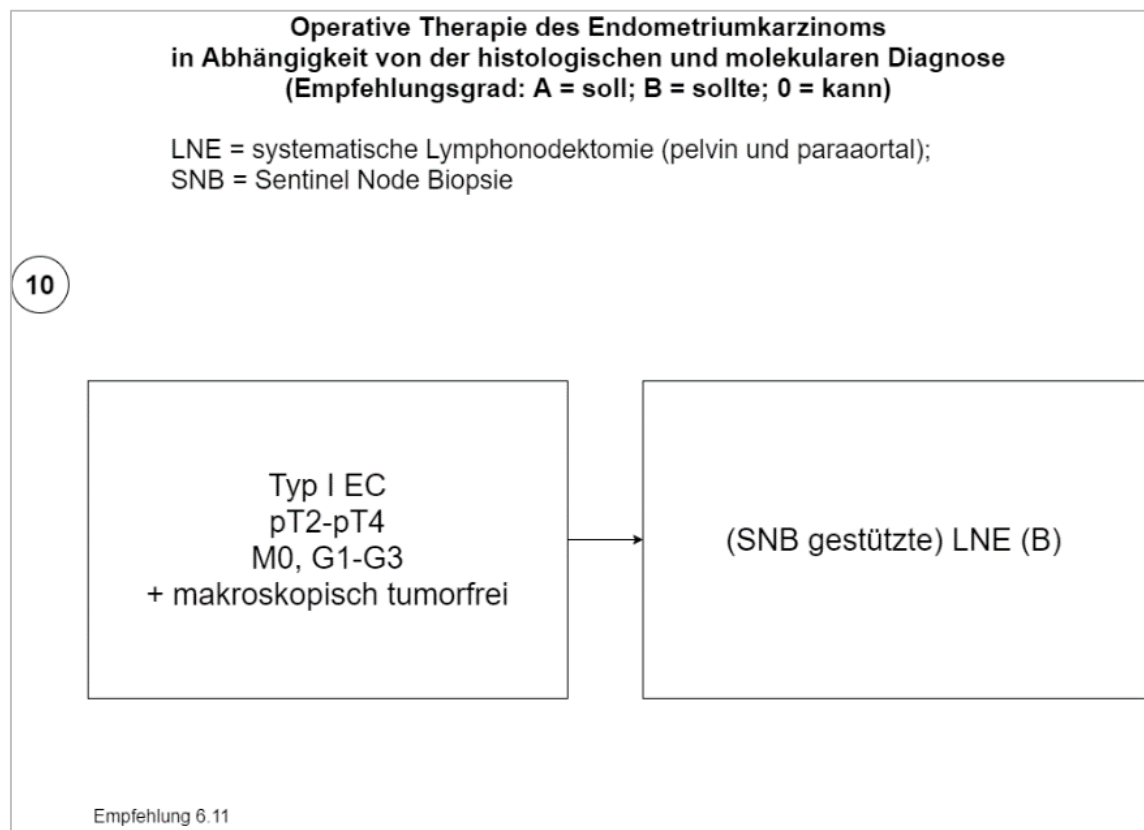 Operative Therapie des Endometriumkarzinoms
in Abhängigkeit von der histologischen und molekularen Diagnose
(Empfehlungsgrad: A = soll; B = sollte; 0 = kann)
LNE = systematische Lymphonodektomie (pelvin und paraaortal);
SNB = Sentinel Node Biopsie
10
Typ I EC
pT2-pT4
M0, G1-G3
+ makroskopisch tumorfrei
(SNB gestützte) LNE (B)
Empfehlung 6.11